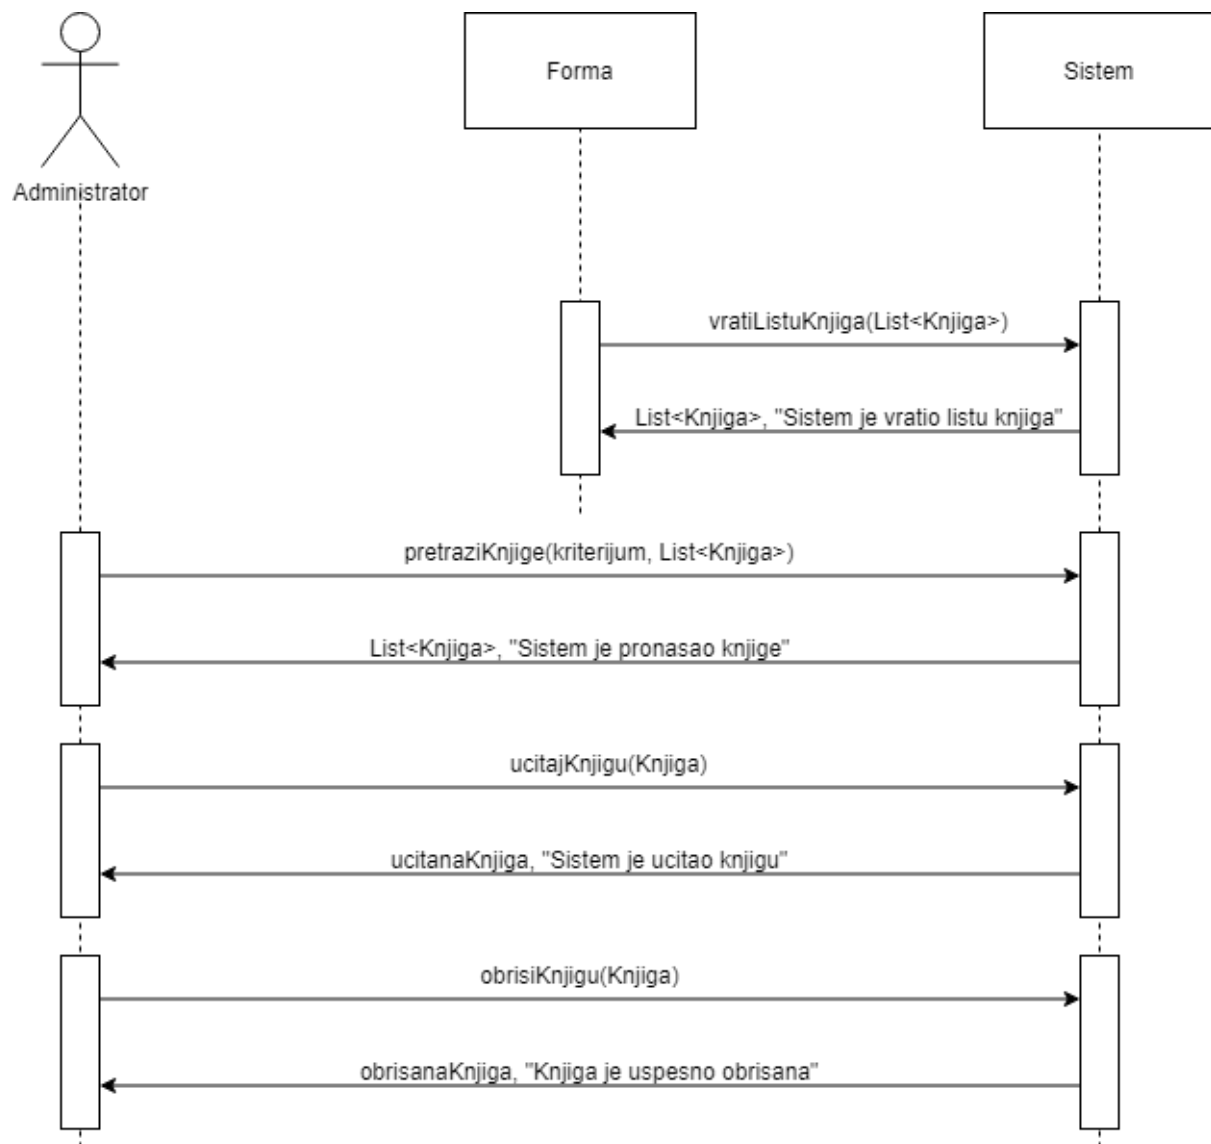 Administrator
Forma
Sistem
vratiListuKnjiga(List<Knjiga>)
List<Knjiga>, "Sistem je vratio listu knjiga"
pretraziKnjige(kriterijum, List<Knjiga>)
List<Knjiga>, "Sistem je pronasao knjige"
ucitajKnjigu(Knjiga)
ucitanaKnjiga, "Sistem je ucitao knjigu"
obrisiKnjigu(Knjiga)
obrisanaKnjiga, "Knjiga je uspesno obrisana"